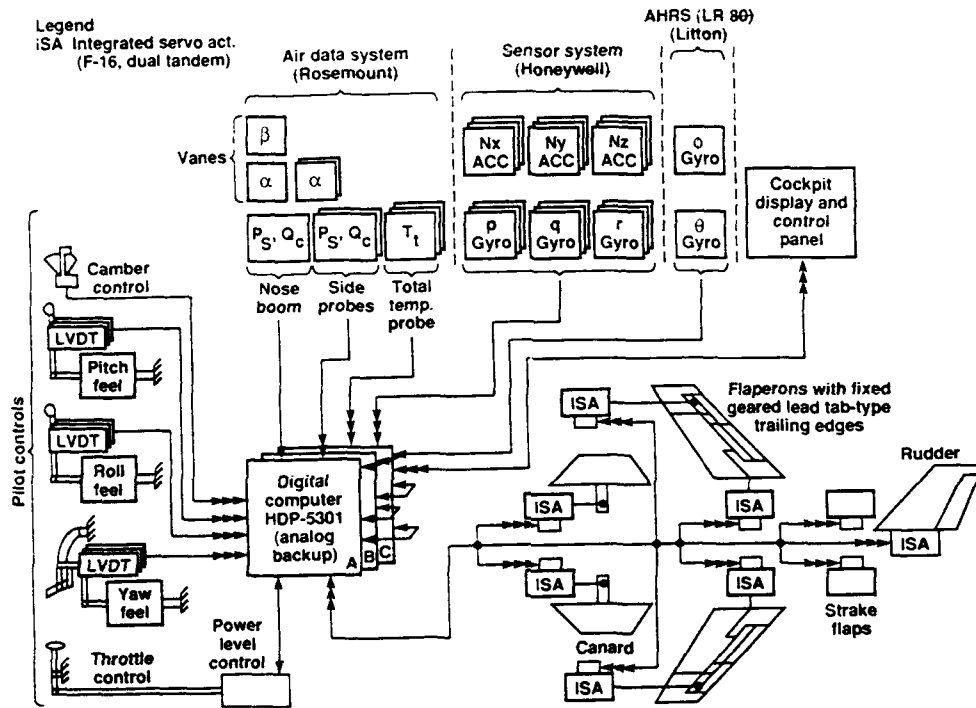 Legend
iSA Integrated servo act.
(F-16, dual tandem)
Air data system
(Rosemount)
Sensor system
(Honeywell)
AHRS (LR 80)
(Litton)
Vanes
β
α
α
Nx
ACC
Ny
ACC
Nz
ACC
Φ
Gyro
PS, Qc
PS, Qc
Tt
p
Gyro
q
Gyro
r
Gyro
θ
Gyro
Cockpit
display and
control
panel
Nose
boom
Side
probes
Total
temp.
probe
Pilot controls
Camber
control
LVDT
Pitch
feel
LVDT
Roll
feel
LVDT
Yaw
feel
Throttle
control
Power
level
control
Digital
computer
HDP-5301
(analog
backup)
A
B
C
ISA
Flaperons with fixed
geared lead tab-type
trailing edges
Rudder
ISA
ISA
ISA
ISA
ISA
ISA
Strake
flaps
Canard
ISA